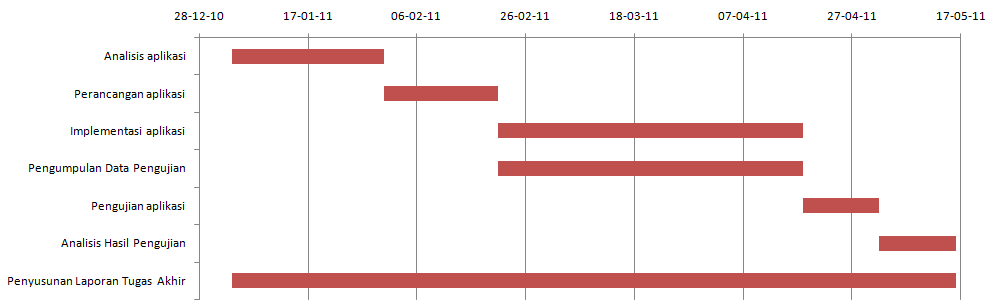 28-12-10 17-01-11 06-02-11 26-02-11 18-03-11 07-04-11 27-04-11 17-05-11
Analisis aplikasi
Perancangan aplikasi
Implementasi aplikasi
Pengumpulan Data Pengujian
Pengujian aplikasi
Analisis Hasil Pengujian
Penyusunan Laporan Tugas Akhir